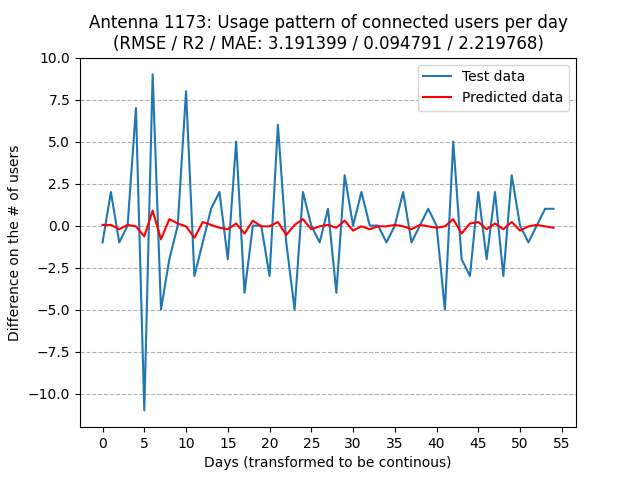 Antenna 1173: Usage pattern of connected users per day
(RMSE / R2 / MAE: 3.191399 / 0.094791 / 2.219768)
Test data
Predicted data
Difference on the # of users
10.0
7.5
5.0
2.5
0.0
−2.5
−5.0
−7.5
−10.0
0 5 10 15 20 25 30 35 40 45 50 55
Days (transformed to be continous)